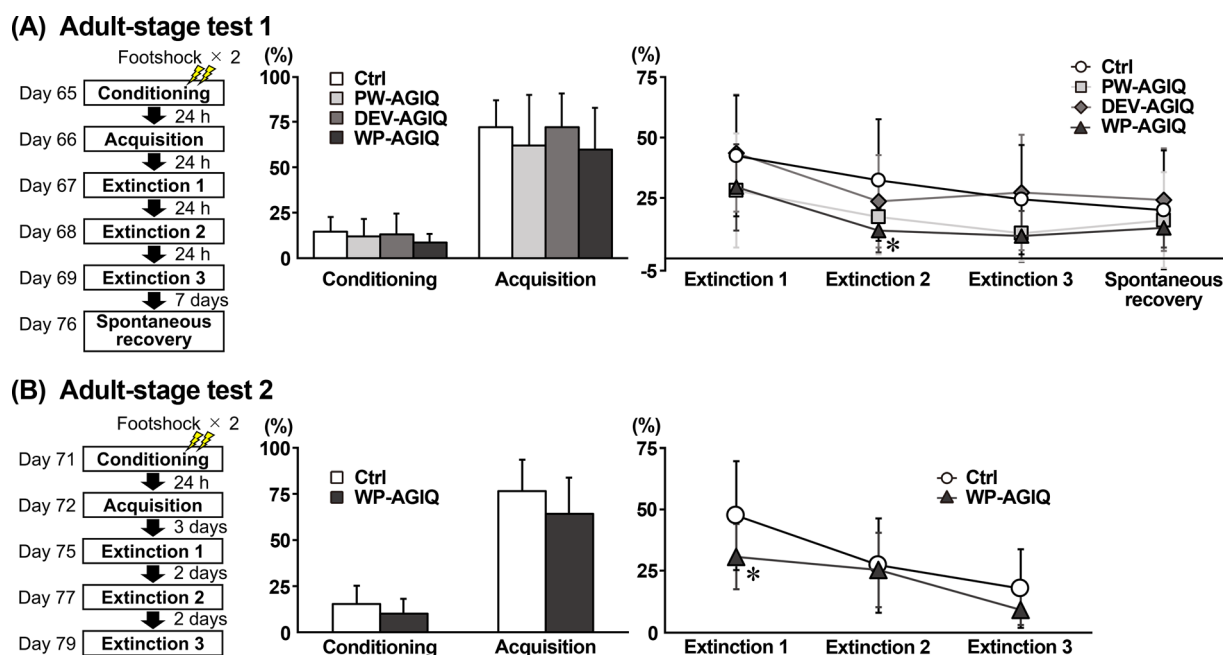 (A) Adult-stage test 1
Footshock × 2
Day 65 Conditioning
24 h
Day 66 Acquisition
24 h
Day 67 Extinction 1
24 h
Day 68 Extinction 2
24 h
Day 69 Extinction 3
7 days
Day 76 Spontaneous
recovery
(%)
100
75
50
25
0
Ctrl
PW-AGIQ
DEV-AGIQ
WP-AGIQ
Conditioning Acquisition
(%)
75
50
25
-5
Ctrl
PW-AGIQ
DEV-AGIQ
WP-AGIQ
*
Extinction 1 Extinction 2 Extinction 3 Spontaneous
recovery
(B) Adult-stage test 2
Footshock × 2
Day 71 Conditioning
24 h
Day 72 Acquisition
3 days
Day 75 Extinction 1
2 days
Day 77 Extinction 2
2 days
Day 79 Extinction 3
(%)
100
75
50
25
0
Ctrl
WP-AGIQ
Conditioning Acquisition
(%)
75
50
25
0
Ctrl
WP-AGIQ
*
Extinction 1 Extinction 2 Extinction 3